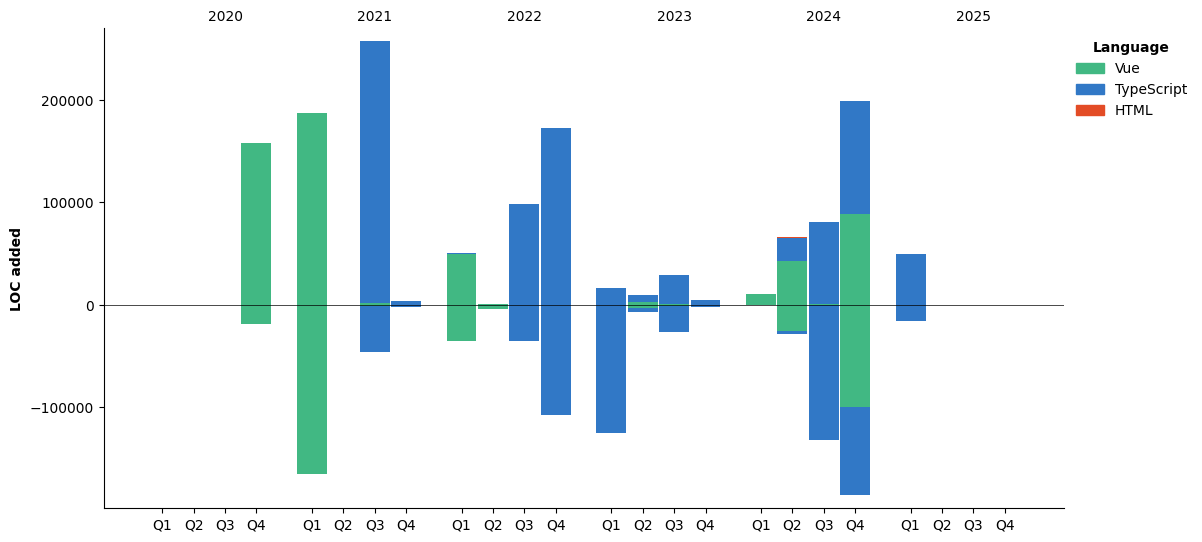 2020 2021 2022 2023 2024 2025
Language
Vue
TypeScript
HTML
LOC added
200000
100000
0
−100000
Q1 Q2 Q3 Q4 Q1 Q2 Q3 Q4 Q1 Q2 Q3 Q4 Q1 Q2 Q3 Q4 Q1 Q2 Q3 Q4 Q1 Q2 Q3 Q4